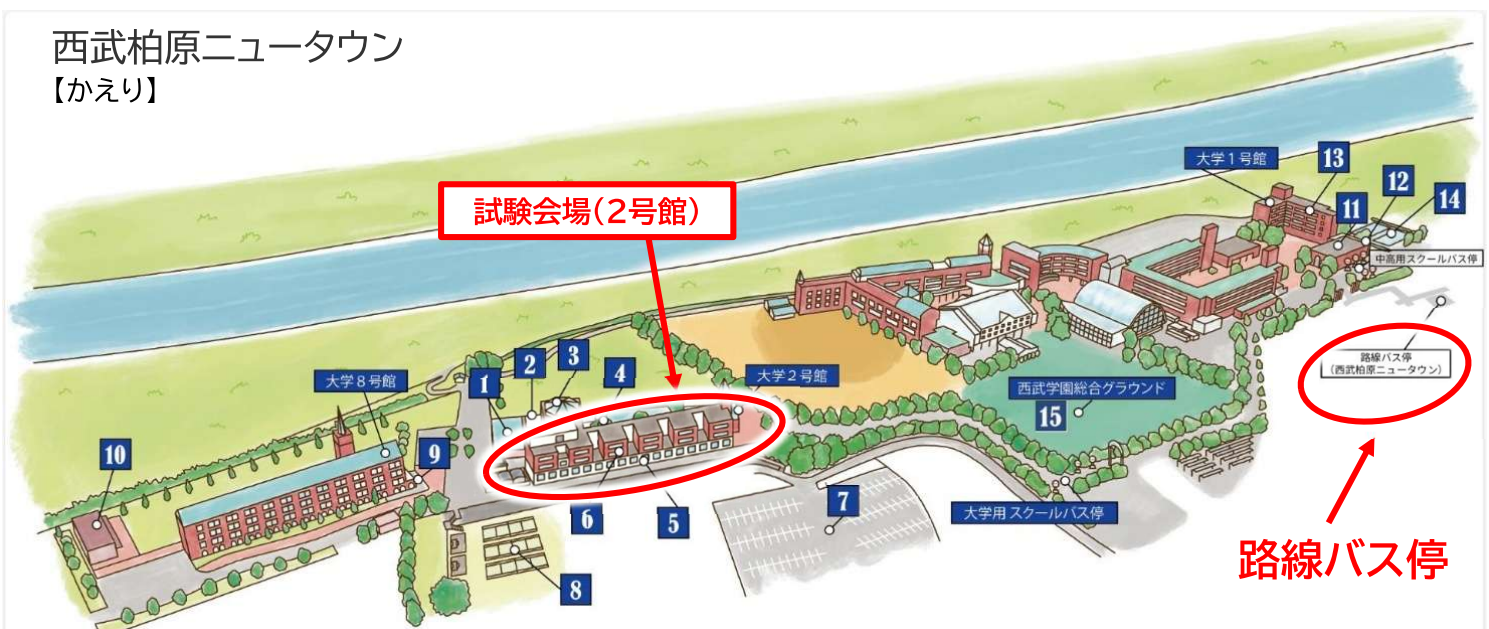 西武柏原ニュータウン
【かえり】
試験会場(2号館)
大学1号館
13
12
11
14
中高用スクールバス停
路線バス停
(西武柏原ニュータウン)
大学8号館
1
2
3
4
大学2号館
西武学園総合グラウンド
15
10
9
6
5
7
大学用 スクールバス停
8
路線バス停